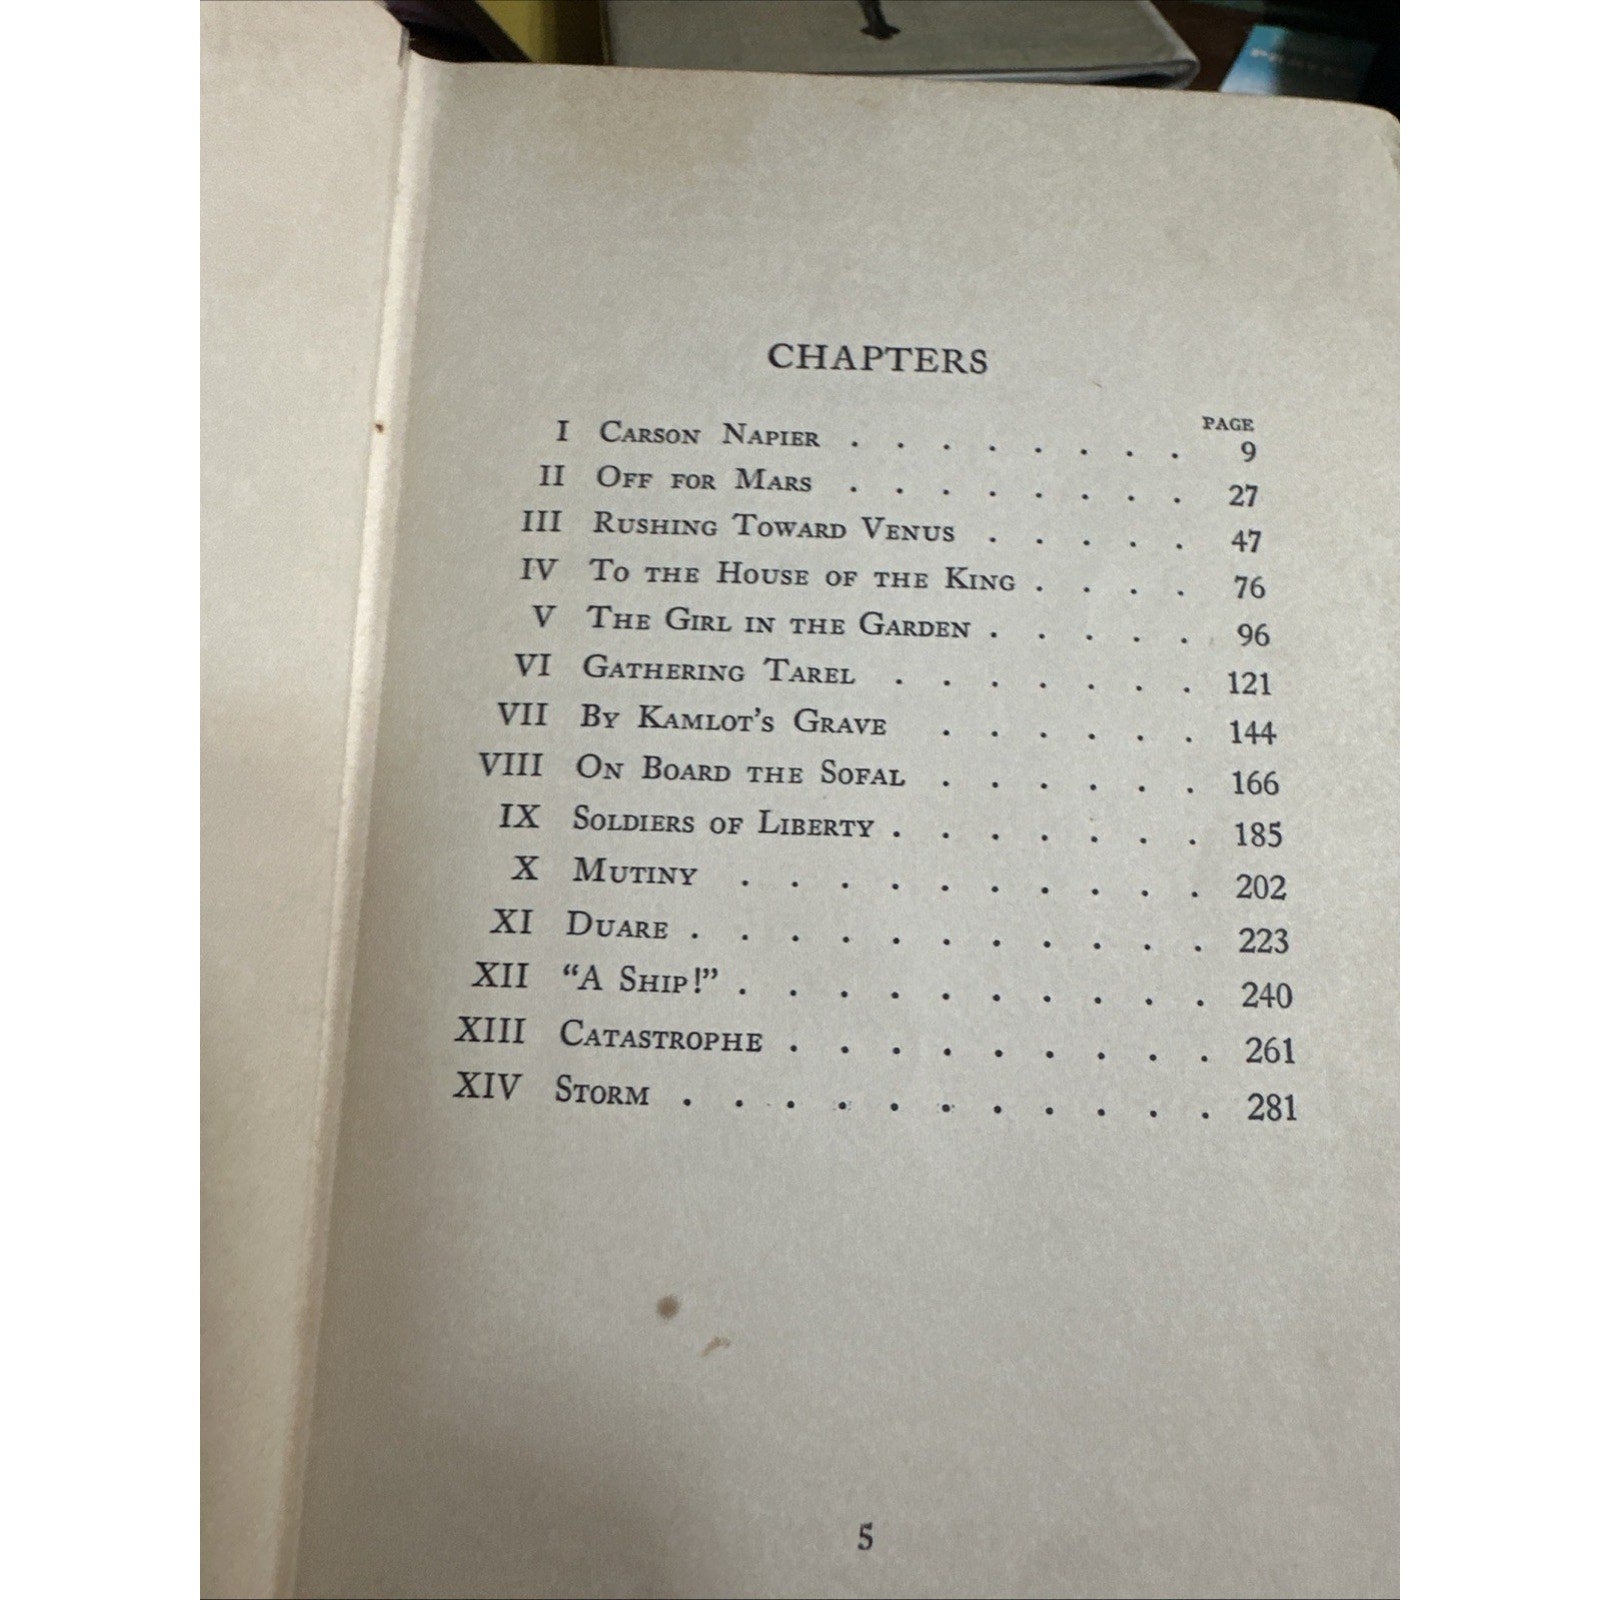 CHAPTERS
PAGE
I CARSON NAPIER . . . . . . . . 9
II OFF FOR MARS . . . . . . . . 27
III RUSHING TOWARD VENUS . . . . . 47
IV TO THE HOUSE OF THE KING . . . . 76
V THE GIRL IN THE GARDEN . . . . . 96
VI GATHERING TAREL . . . . . . . 121
VII BY KAMLOT'S GRAVE . . . . . . 144
VIII ON BOARD THE SOFAL . . . . . . 166
IX SOLDIERS OF LIBERTY . . . . . . . 185
X MUTINY . . . . . . . . . . 202
XI DUARE . . . . . . . . . . . 223
XII “A SHIP!” . . . . . . . . . . 240
XIII CATASTROPHE . . . . . . . . . 261
XIV STORM . . . . . . . . . . . 281
5